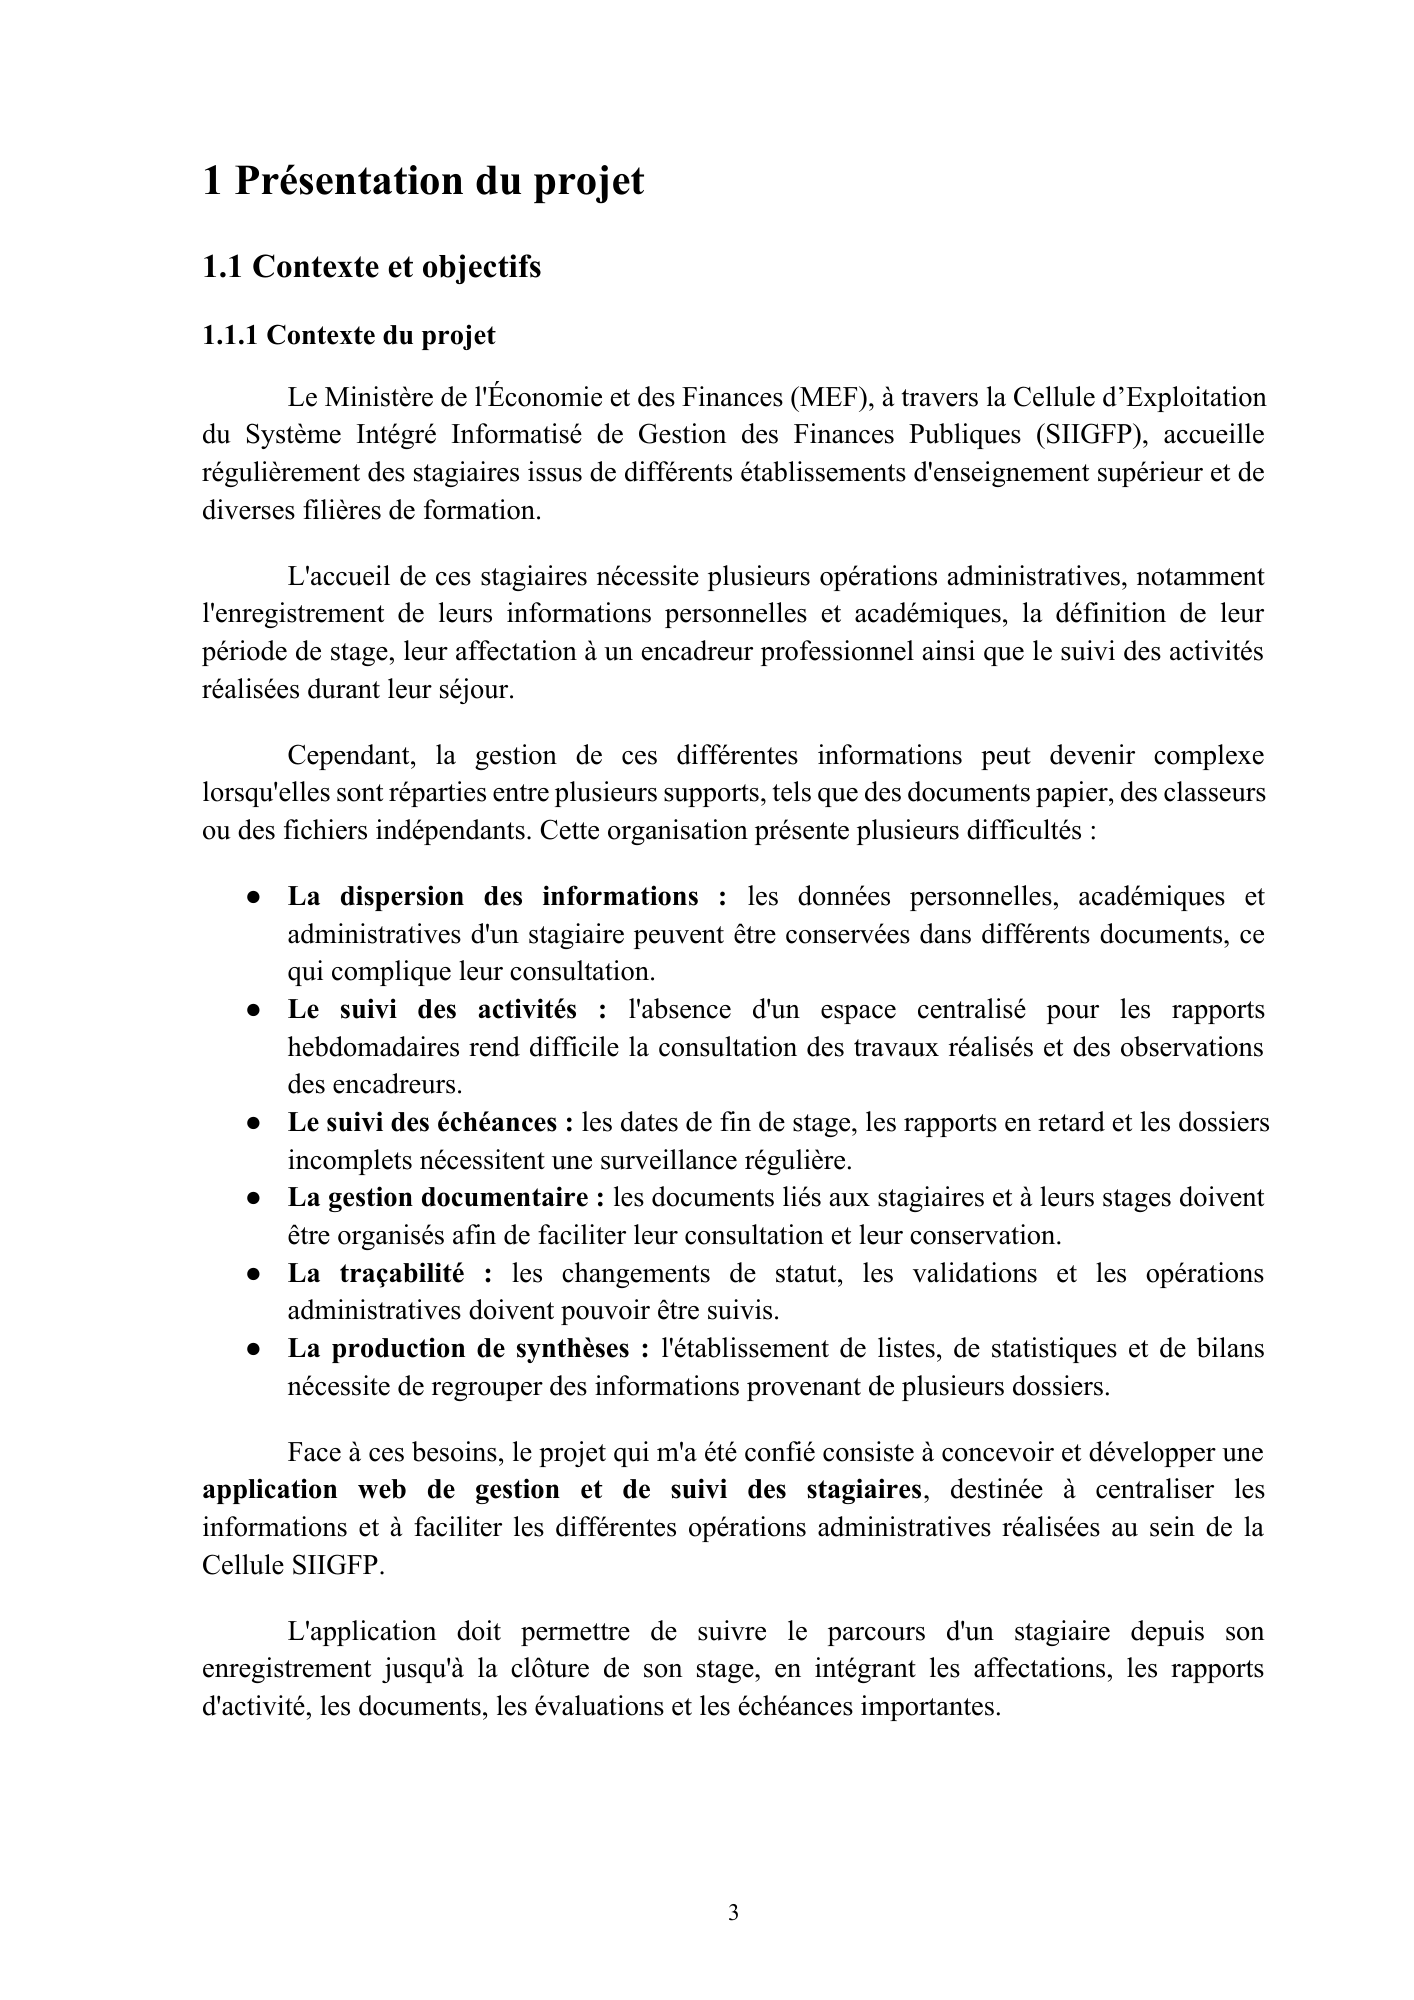 1 Présentation du projet
1.1 Contexte et objectifs
1.1.1 Contexte du projet
Le Ministère de l'Économie et des Finances (MEF), à travers la Cellule d’Exploitation
du Système Intégré Informatisé de Gestion des Finances Publiques (SIIGFP), accueille
régulièrement des stagiaires issus de différents établissements d'enseignement supérieur et de
diverses filières de formation.
L'accueil de ces stagiaires nécessite plusieurs opérations administratives, notamment
l'enregistrement de leurs informations personnelles et académiques, la définition de leur
période de stage, leur affectation à un encadreur professionnel ainsi que le suivi des activités
réalisées durant leur séjour.
Cependant, la gestion de ces différentes informations peut devenir complexe
lorsqu'elles sont réparties entre plusieurs supports, tels que des documents papier, des classeurs
ou des fichiers indépendants. Cette organisation présente plusieurs difficultés :
● La dispersion des informations : les données personnelles, académiques et
administratives d'un stagiaire peuvent être conservées dans différents documents, ce
qui complique leur consultation.
● Le suivi des activités : l'absence d'un espace centralisé pour les rapports
hebdomadaires rend difficile la consultation des travaux réalisés et des observations
des encadreurs.
● Le suivi des échéances : les dates de fin de stage, les rapports en retard et les dossiers
incomplets nécessitent une surveillance régulière.
● La gestion documentaire : les documents liés aux stagiaires et à leurs stages doivent
être organisés afin de faciliter leur consultation et leur conservation.
● La traçabilité : les changements de statut, les validations et les opérations
administratives doivent pouvoir être suivis.
● La production de synthèses : l'établissement de listes, de statistiques et de bilans
nécessite de regrouper des informations provenant de plusieurs dossiers.
Face à ces besoins, le projet qui m'a été confié consiste à concevoir et développer une
application web de gestion et de suivi des stagiaires, destinée à centraliser les
informations et à faciliter les différentes opérations administratives réalisées au sein de la
Cellule SIIGFP.
L'application doit permettre de suivre le parcours d'un stagiaire depuis son
enregistrement jusqu'à la clôture de son stage, en intégrant les affectations, les rapports
d'activité, les documents, les évaluations et les échéances importantes.
3